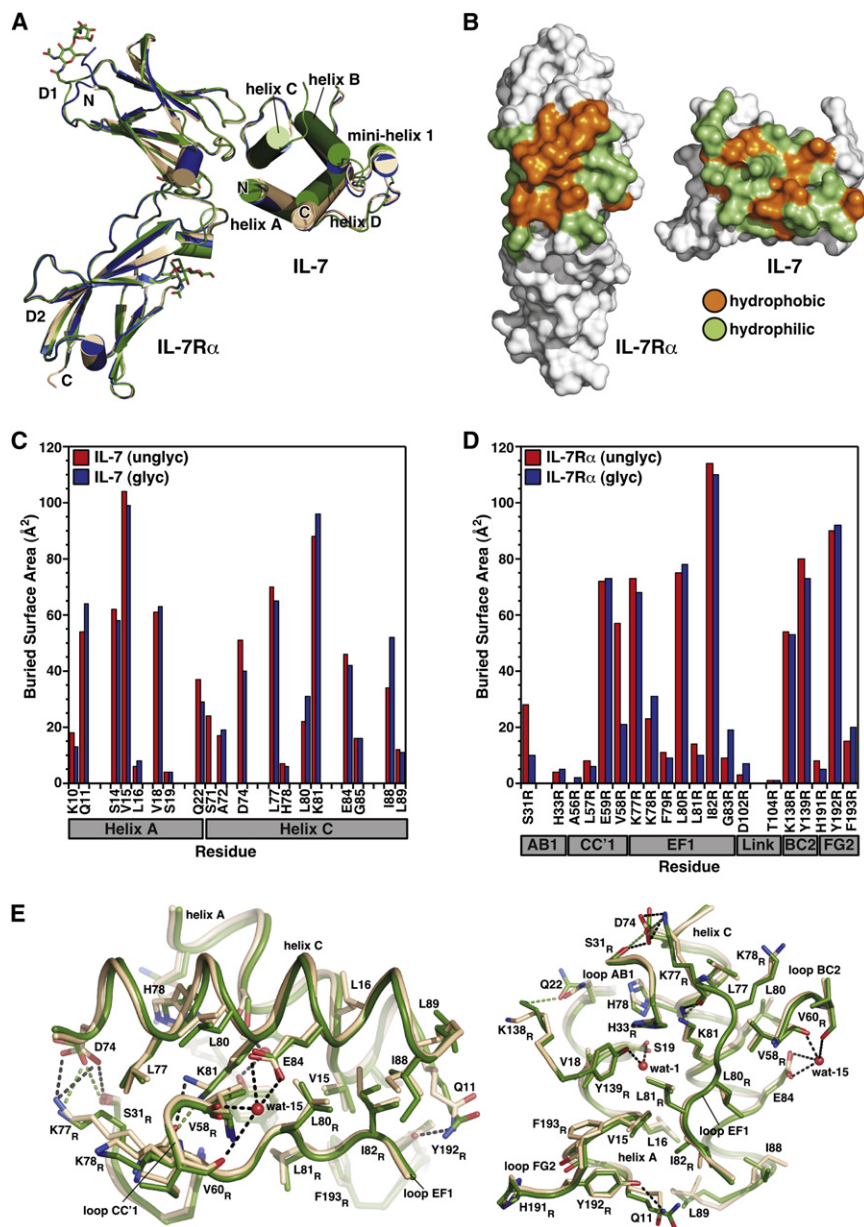 A
D1
N
helix C
helix B
mini-helix 1
N
helix A
C
helix D
IL-7
D2
IL-7Rα
C
B
IL-7
hydrophobic
hydrophilic
IL-7Rα
C
IL-7 (unglyc)
IL-7 (glyc)
Buried Surface Area (Å²)
120
100
80
60
40
20
0
K10
Q11
S14
V15
L16
V18
S19
Q22
S71
A72
D74
L77
H78
L80
K81
E84
G85
I88
L89
Helix A
Helix C
Residue
D
IL-7Rα (unglyc)
IL-7Rα (glyc)
Buried Surface Area (Å²)
120
100
80
60
40
20
0
S31R
H33R
A56R
L57R
E59R
V58R
K77R
K78R
F79R
L80R
L81R
I82R
G83R
D102R
T104R
K138R
Y139R
H191R
Y192R
F193R
AB1
CC'1
EF1
Link
BC2
FG2
Residue
E
helix A
helix C
H78
L80
L16
L89
D74
E84
I88
L77
K81
V15
Q11
wat-15
S31R
V58R
L80R
K77R
I82R
Y192R
K78R
L81R
V60R
F193R
loop CC'1
loop EF1
D74
helix C
S31R
K78R
K77R
L77
loop BC2
Q22
loop AB1
L80
H78
V60R
K138R
H33R
K81
S19
V58R
V18
wat-15
Y139R
wat-1
L80R
E84
L81R
F193R
V15
L16
loop EF1
loop FG2
helix A
I82R
I88
H191R
Y192R
Q11
L89